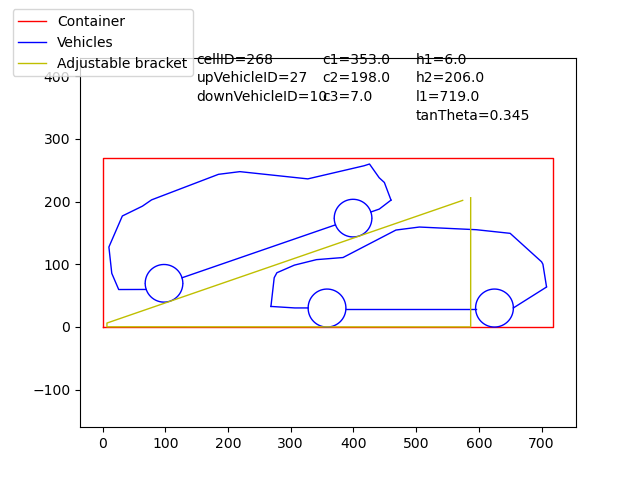 Container
Vehicles
Adjustable bracket
cellID=268 c1=353.0 h1=6.0
upVehicleID=27 c2=198.0 h2=206.0
downVehicleID=10 c3=7.0 l1=719.0
tanTheta=0.345
400
300
200
100
0
−100
0 100 200 300 400 500 600 700